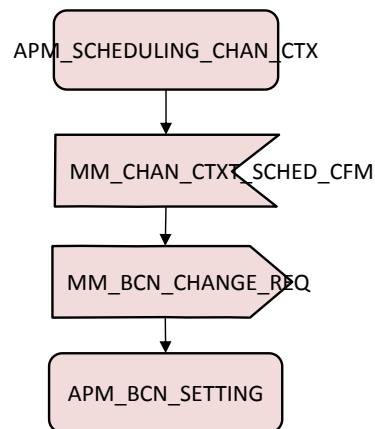 APM_SCHEDULING_CHAN_CTX
MM_CHAN_CTXT_SCHED_CFM
MM_BCN_CHANGE_REQ
APM_BCN_SETTING